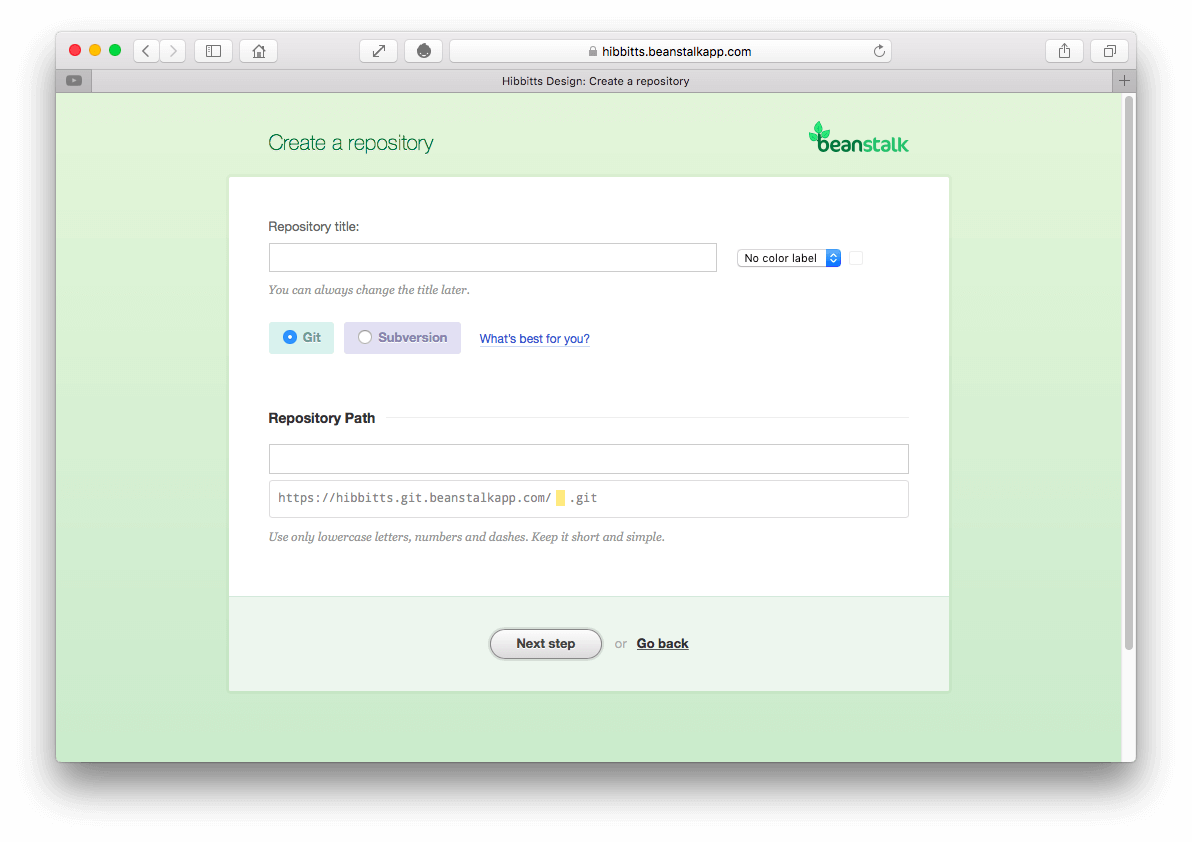 hibbitts.beanstalkapp.com
Hibbitts Design: Create a repository
Create a repository
beanstalk
Repository title:
No color label
You can always change the title later.
Git
Subversion
What's best for you?
Repository Path
https://hibbitts.git.beanstalkapp.com/ .git
Use only lowercase letters, numbers and dashes. Keep it short and simple.
Next step or Go back